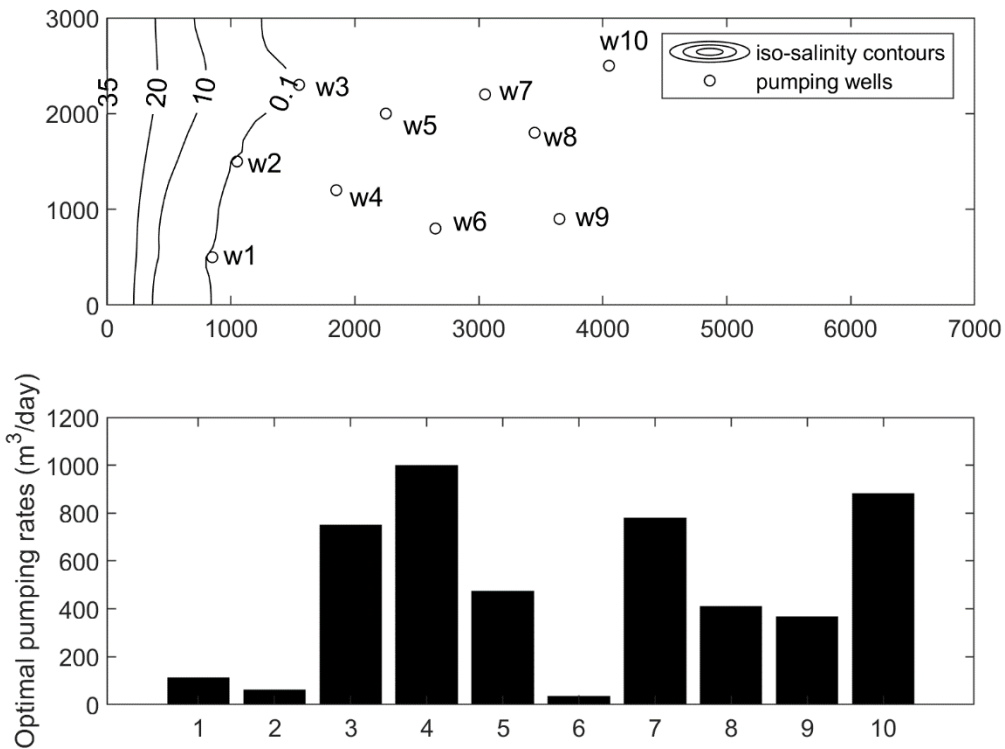 3000
2000
1000
0
35
20
10
0.1
w1
w2
w3
w4
w5
w6
w7
w8
w9
w10
iso-salinity contours
pumping wells
0 1000 2000 3000 4000 5000 6000 7000
Optimal pumping rates (m³/day)
1200
1000
800
600
400
200
0
1 2 3 4 5 6 7 8 9 10